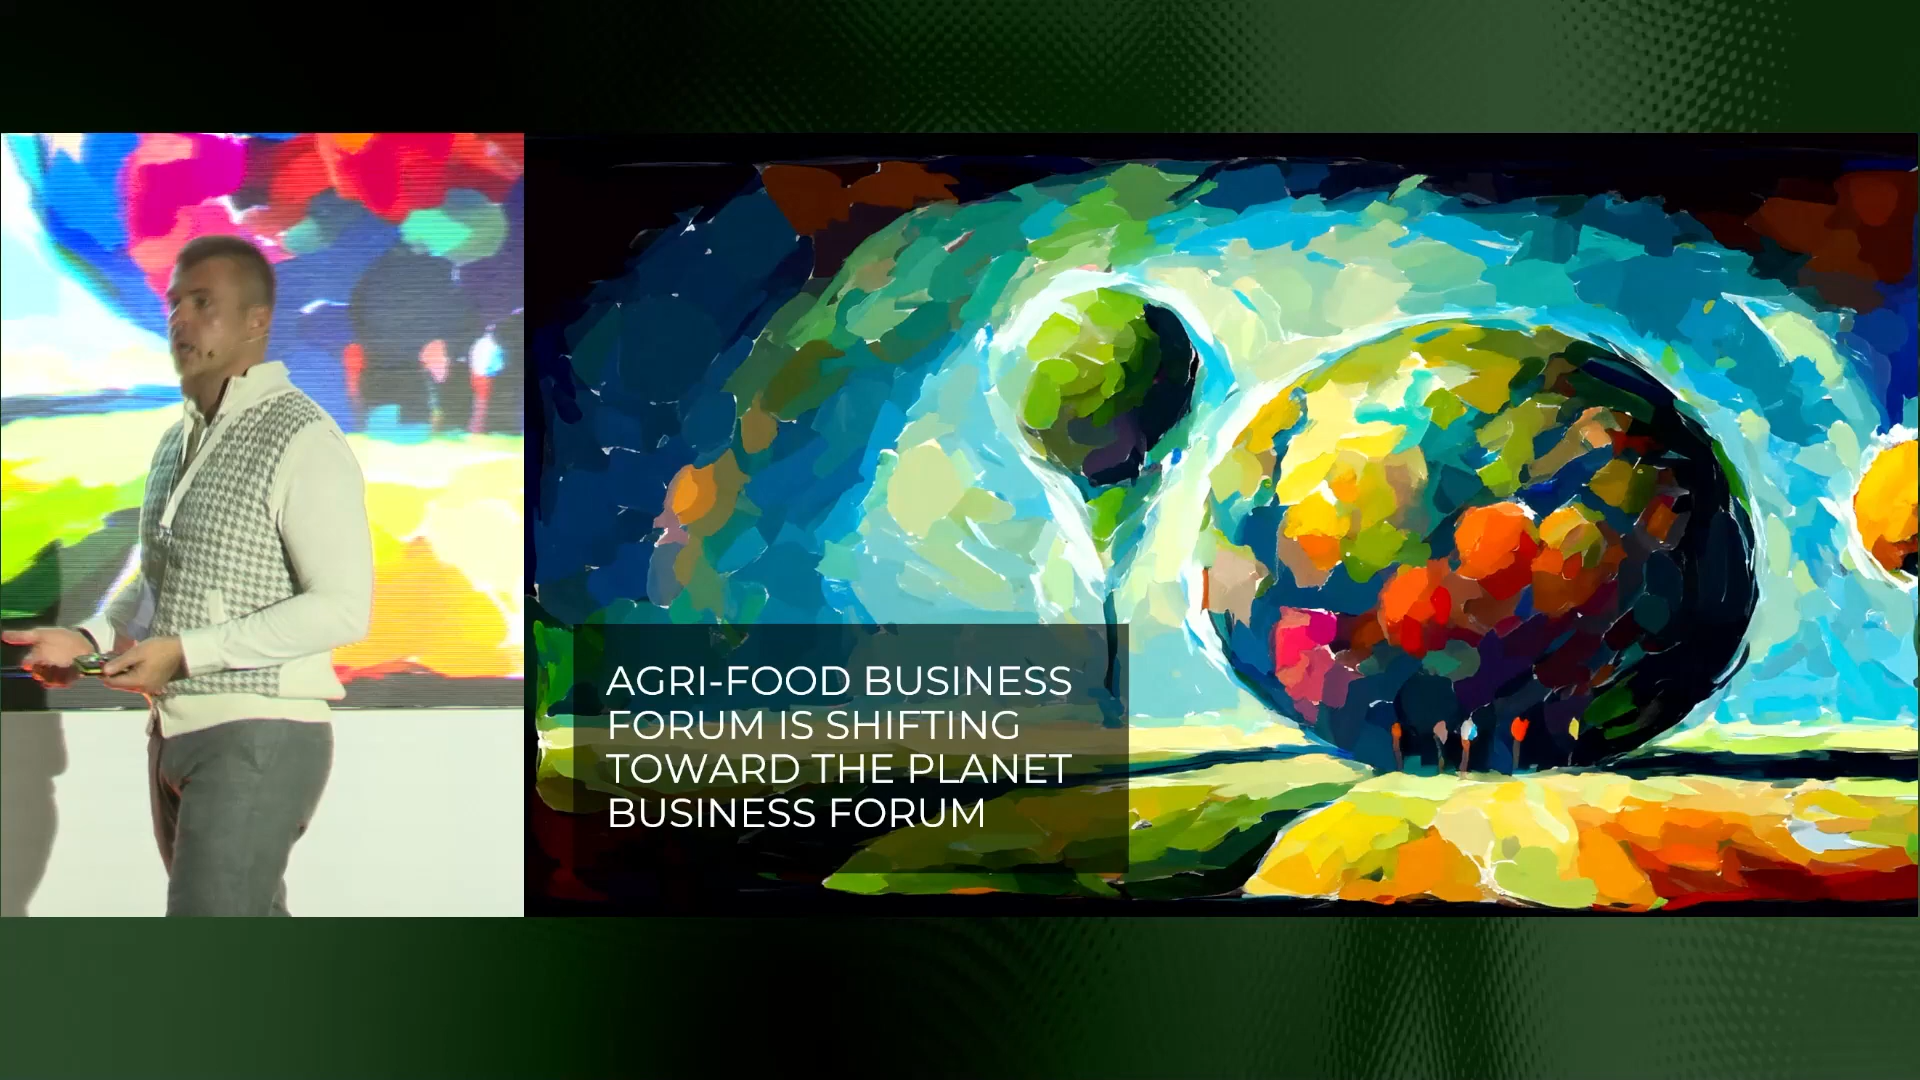 AGRI-FOOD BUSINESS
FORUM IS SHIFTING
TOWARD THE PLANET
BUSINESS FORUM